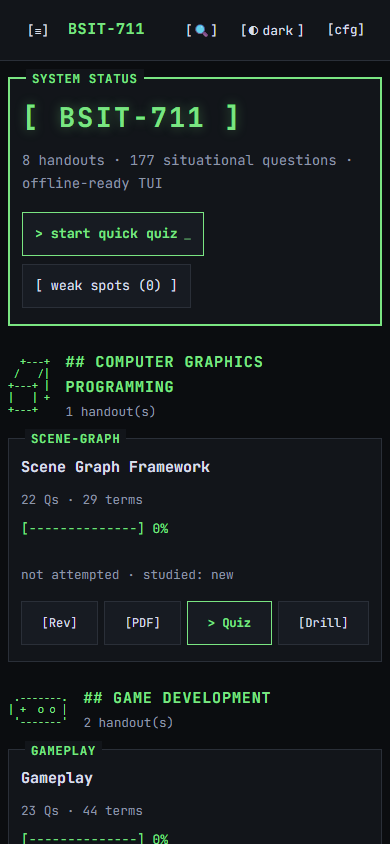 [≡] BSIT-711 [🔍] [◐ dark ] [cfg]
SYSTEM STATUS
[ BSIT-711 ]
8 handouts · 177 situational questions ·
offline-ready TUI
> start quick quiz _
[ weak spots (0) ]
## COMPUTER GRAPHICS
PROGRAMMING
1 handout(s)
SCENE-GRAPH
Scene Graph Framework
22 Qs · 29 terms
[--------------] 0%
not attempted · studied: new
[Rev] [PDF] > Quiz [Drill]
## GAME DEVELOPMENT
2 handout(s)
GAMEPLAY
Gameplay
23 Qs · 44 terms
[--------------] 0%